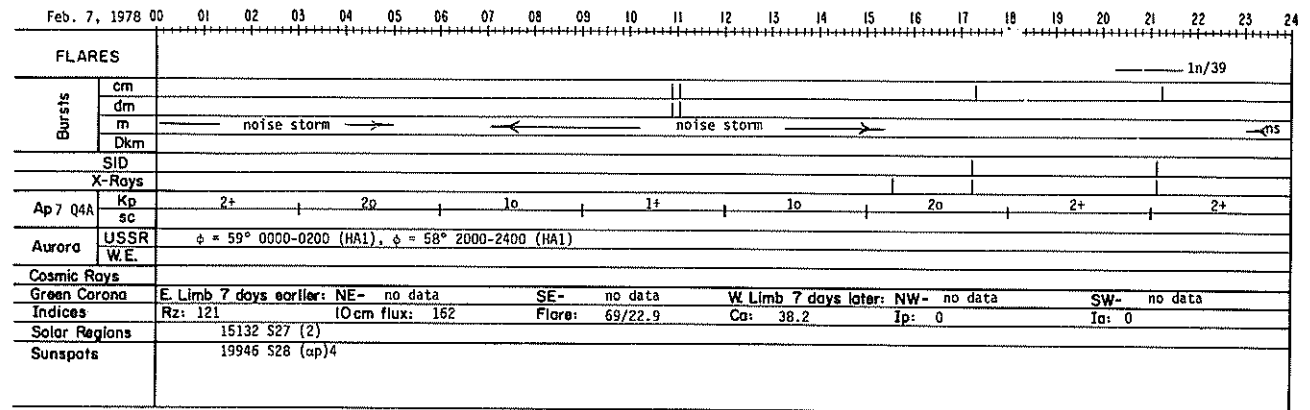 Feb. 7, 1978 00 01 02 03 04 05 06 07 08 09 10 11 12 13 14 15 16 17 18 19 20 21 22 23 24
FLARES 1n/39
Bursts
cm
dm
m noise storm noise storm ns
Dkm
SID
X-Rays
Ap 7 Q4A Kp 2+ 2o 1o 1+ 1o 2o 2+ 2+
sc
Aurora USSR ϕ = 59° 0000-0200 (HA1), ϕ = 58° 2000-2400 (HA1)
W.E.
Cosmic Rays
Green Corona E. Limb 7 days earlier: NE- no data SE- no data W. Limb 7 days later: NW- no data SW- no data
Indices Rz: 121 10cm flux: 162 Flare: 69/22.9 Ca: 38.2 Ip: 0 Ia: 0
Solar Regions 15132 S27 (2)
Sunspots 19946 S28 (αp)4